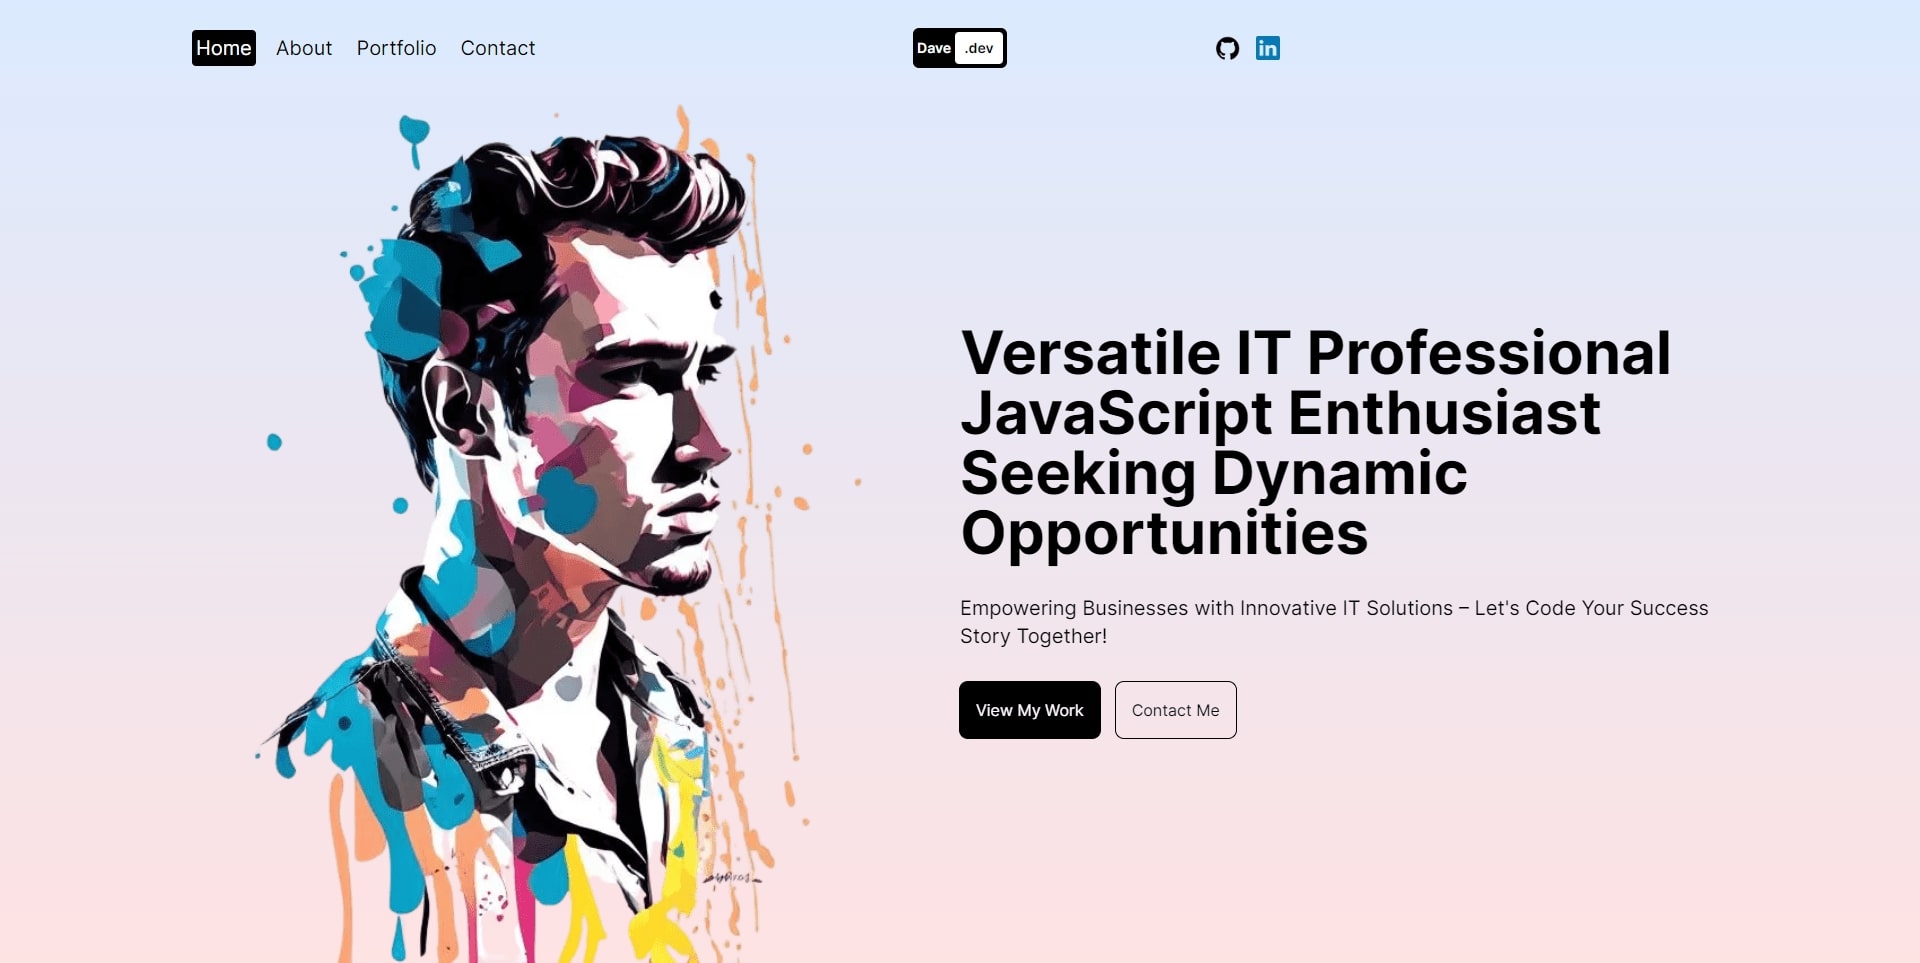 Home About Portfolio Contact
Dave .dev
in
Versatile IT Professional
JavaScript Enthusiast
Seeking Dynamic
Opportunities
Empowering Businesses with Innovative IT Solutions – Let's Code Your Success
Story Together!
View My Work Contact Me